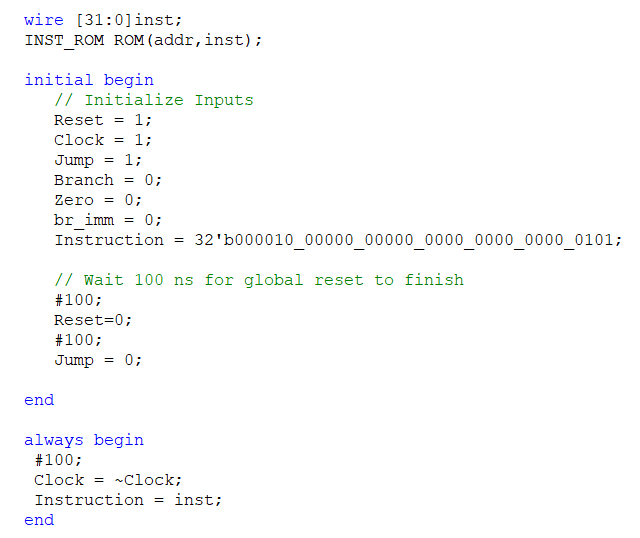 wire [31:0]inst;
INST_ROM ROM(addr,inst);
initial begin
// Initialize Inputs
Reset = 1;
Clock = 1;
Jump = 1;
Branch = 0;
Zero = 0;
br_imm = 0;
Instruction = 32'b000010_00000_00000_0000_0000_0000_0101;
// Wait 100 ns for global reset to finish
#100;
Reset=0;
#100;
Jump = 0;
end
always begin
#100;
Clock = ~Clock;
Instruction = inst;
end